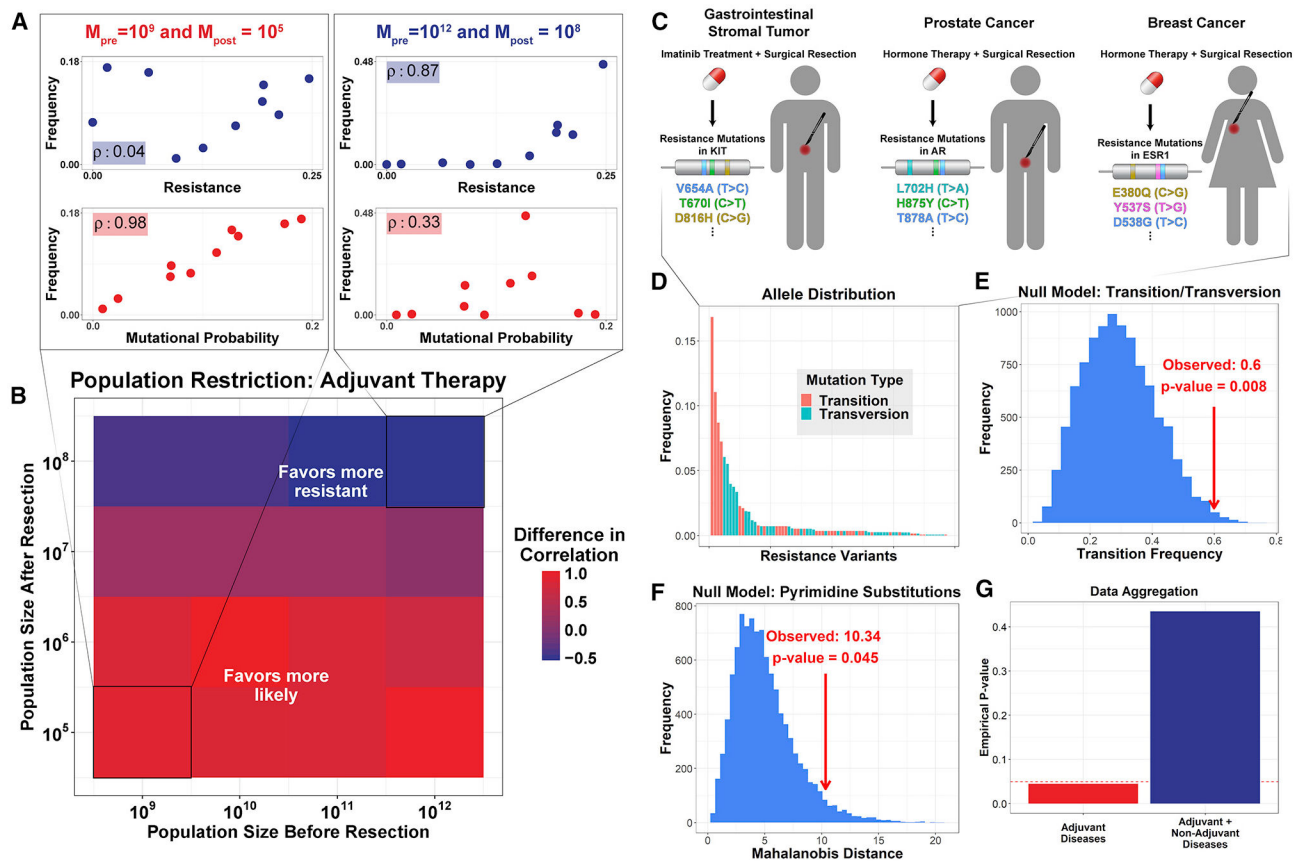 A
M_pre=10^9 and M_post = 10^5
M_pre=10^12 and M_post = 10^8
Frequency
0.18
0.00
ρ : 0.04
0.00
0.25
Resistance
Frequency
0.48
0.00
ρ : 0.87
0.00
0.25
Resistance
Frequency
0.18
0.00
ρ : 0.98
0.0
0.2
Mutational Probability
Frequency
0.48
0.00
ρ : 0.33
0.0
0.2
Mutational Probability
B
Population Restriction: Adjuvant Therapy
Population Size After Resection
10^8
10^7
10^6
10^5
Favors more
resistant
Favors more
likely
10^9
10^10
10^11
10^12
Population Size Before Resection
Difference in
Correlation
1.0
0.5
0.0
−0.5
C
Gastrointestinal
Stromal Tumor
Imatinib Treatment + Surgical Resection
Resistance Mutations
in KIT
V654A (T>C)
T670I (C>T)
D816H (C>G)
⋮
Prostate Cancer
Hormone Therapy + Surgical Resection
Resistance Mutations
in AR
L702H (T>A)
H875Y (C>T)
T878A (T>C)
⋮
Breast Cancer
Hormone Therapy + Surgical Resection
Resistance Mutations
in ESR1
E380Q (C>G)
Y537S (T>G)
D538G (T>C)
⋮
D
Allele Distribution
Frequency
0.15
0.10
0.05
0.00
Mutation Type
Transition
Transversion
Resistance Variants
E
Null Model: Transition/Transversion
Frequency
1000
750
500
250
0
Observed: 0.6
p-value = 0.008
0.0
0.2
0.4
0.6
0.8
Transition Frequency
F
Null Model: Pyrimidine Substitutions
Frequency
800
600
400
200
0
Observed: 10.34
p-value = 0.045
0
5
10
15
20
Mahalanobis Distance
G
Data Aggregation
Empirical P-value
0.4
0.3
0.2
0.1
0.0
Adjuvant
Diseases
Adjuvant +
Non-Adjuvant
Diseases